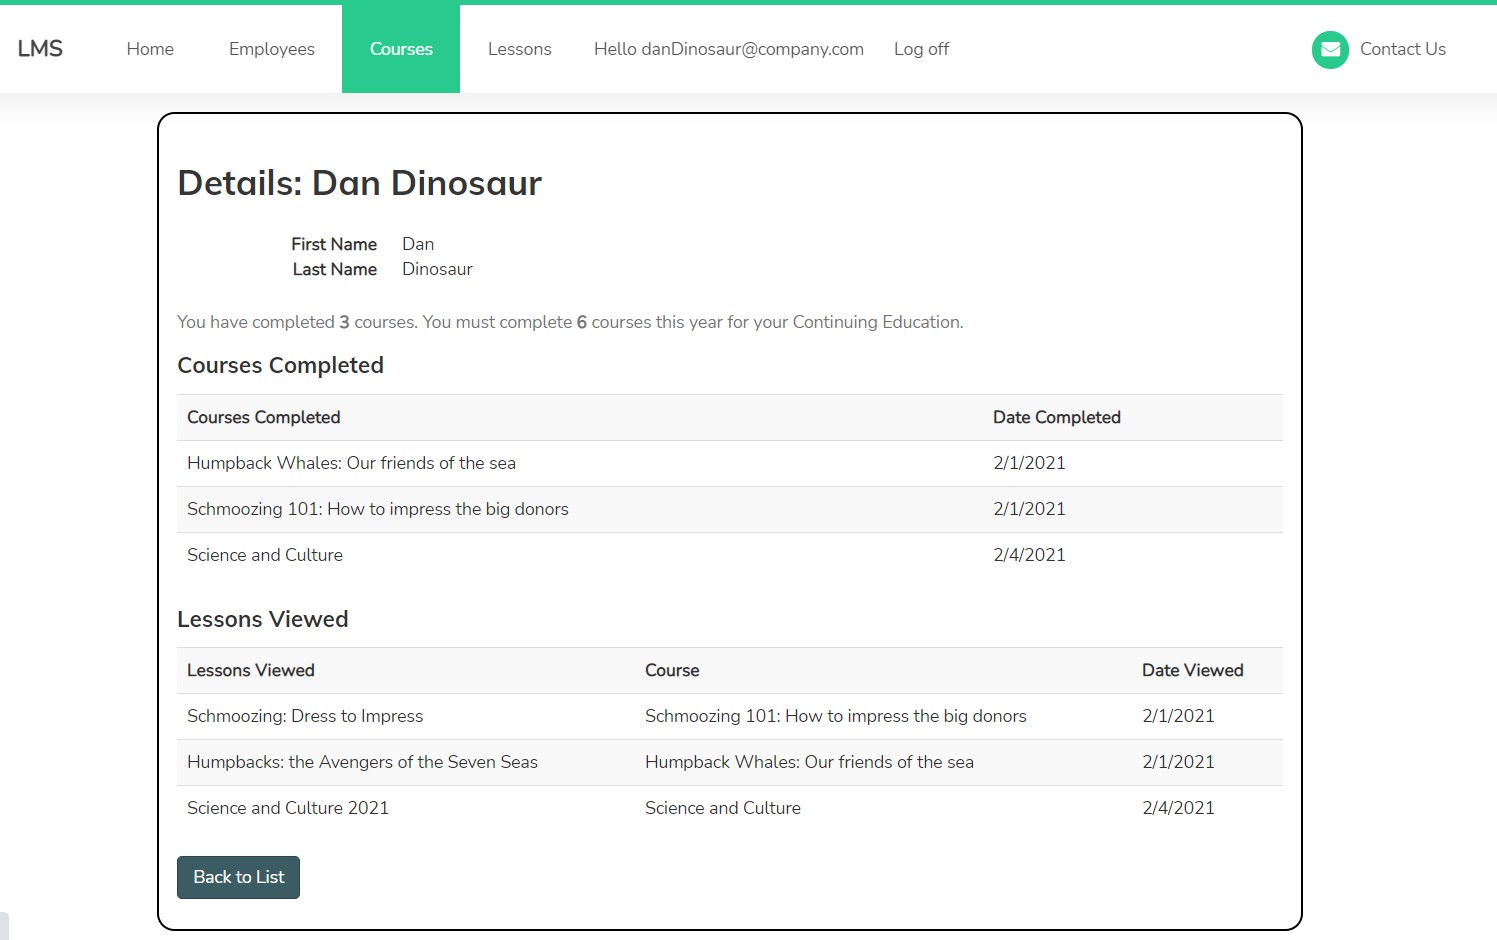 LMS Home Employees Courses Lessons Hello danDinosaur@company.com Log off Contact Us
Details: Dan Dinosaur
First Name Dan
Last Name Dinosaur
You have completed 3 courses. You must complete 6 courses this year for your Continuing Education.
Courses Completed
Courses Completed Date Completed
Humpback Whales: Our friends of the sea 2/1/2021
Schmoozing 101: How to impress the big donors 2/1/2021
Science and Culture 2/4/2021
Lessons Viewed
Lessons Viewed Course Date Viewed
Schmoozing: Dress to Impress Schmoozing 101: How to impress the big donors 2/1/2021
Humpbacks: the Avengers of the Seven Seas Humpback Whales: Our friends of the sea 2/1/2021
Science and Culture 2021 Science and Culture 2/4/2021
Back to List